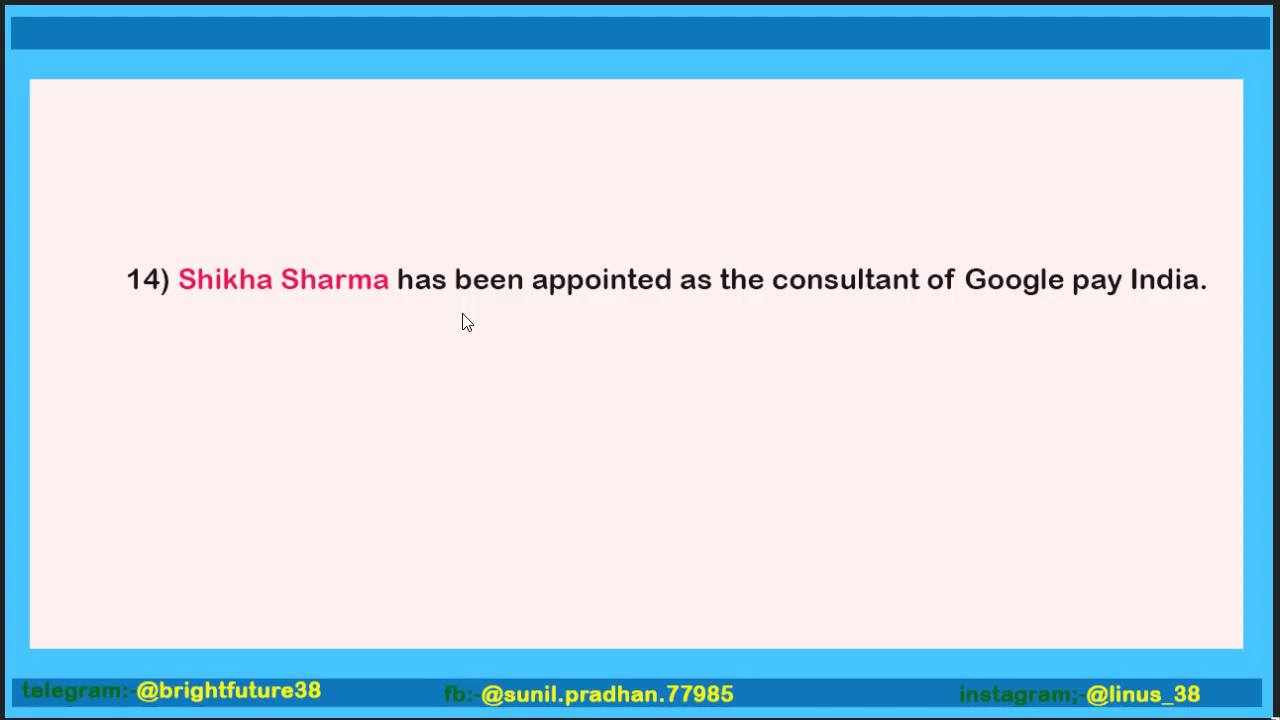 14) Shikha Sharma has been appointed as the consultant of Google pay India.
telegram:-@brightfuture38
fb:-@sunil.pradhan.77985
instagram;-@linus_38